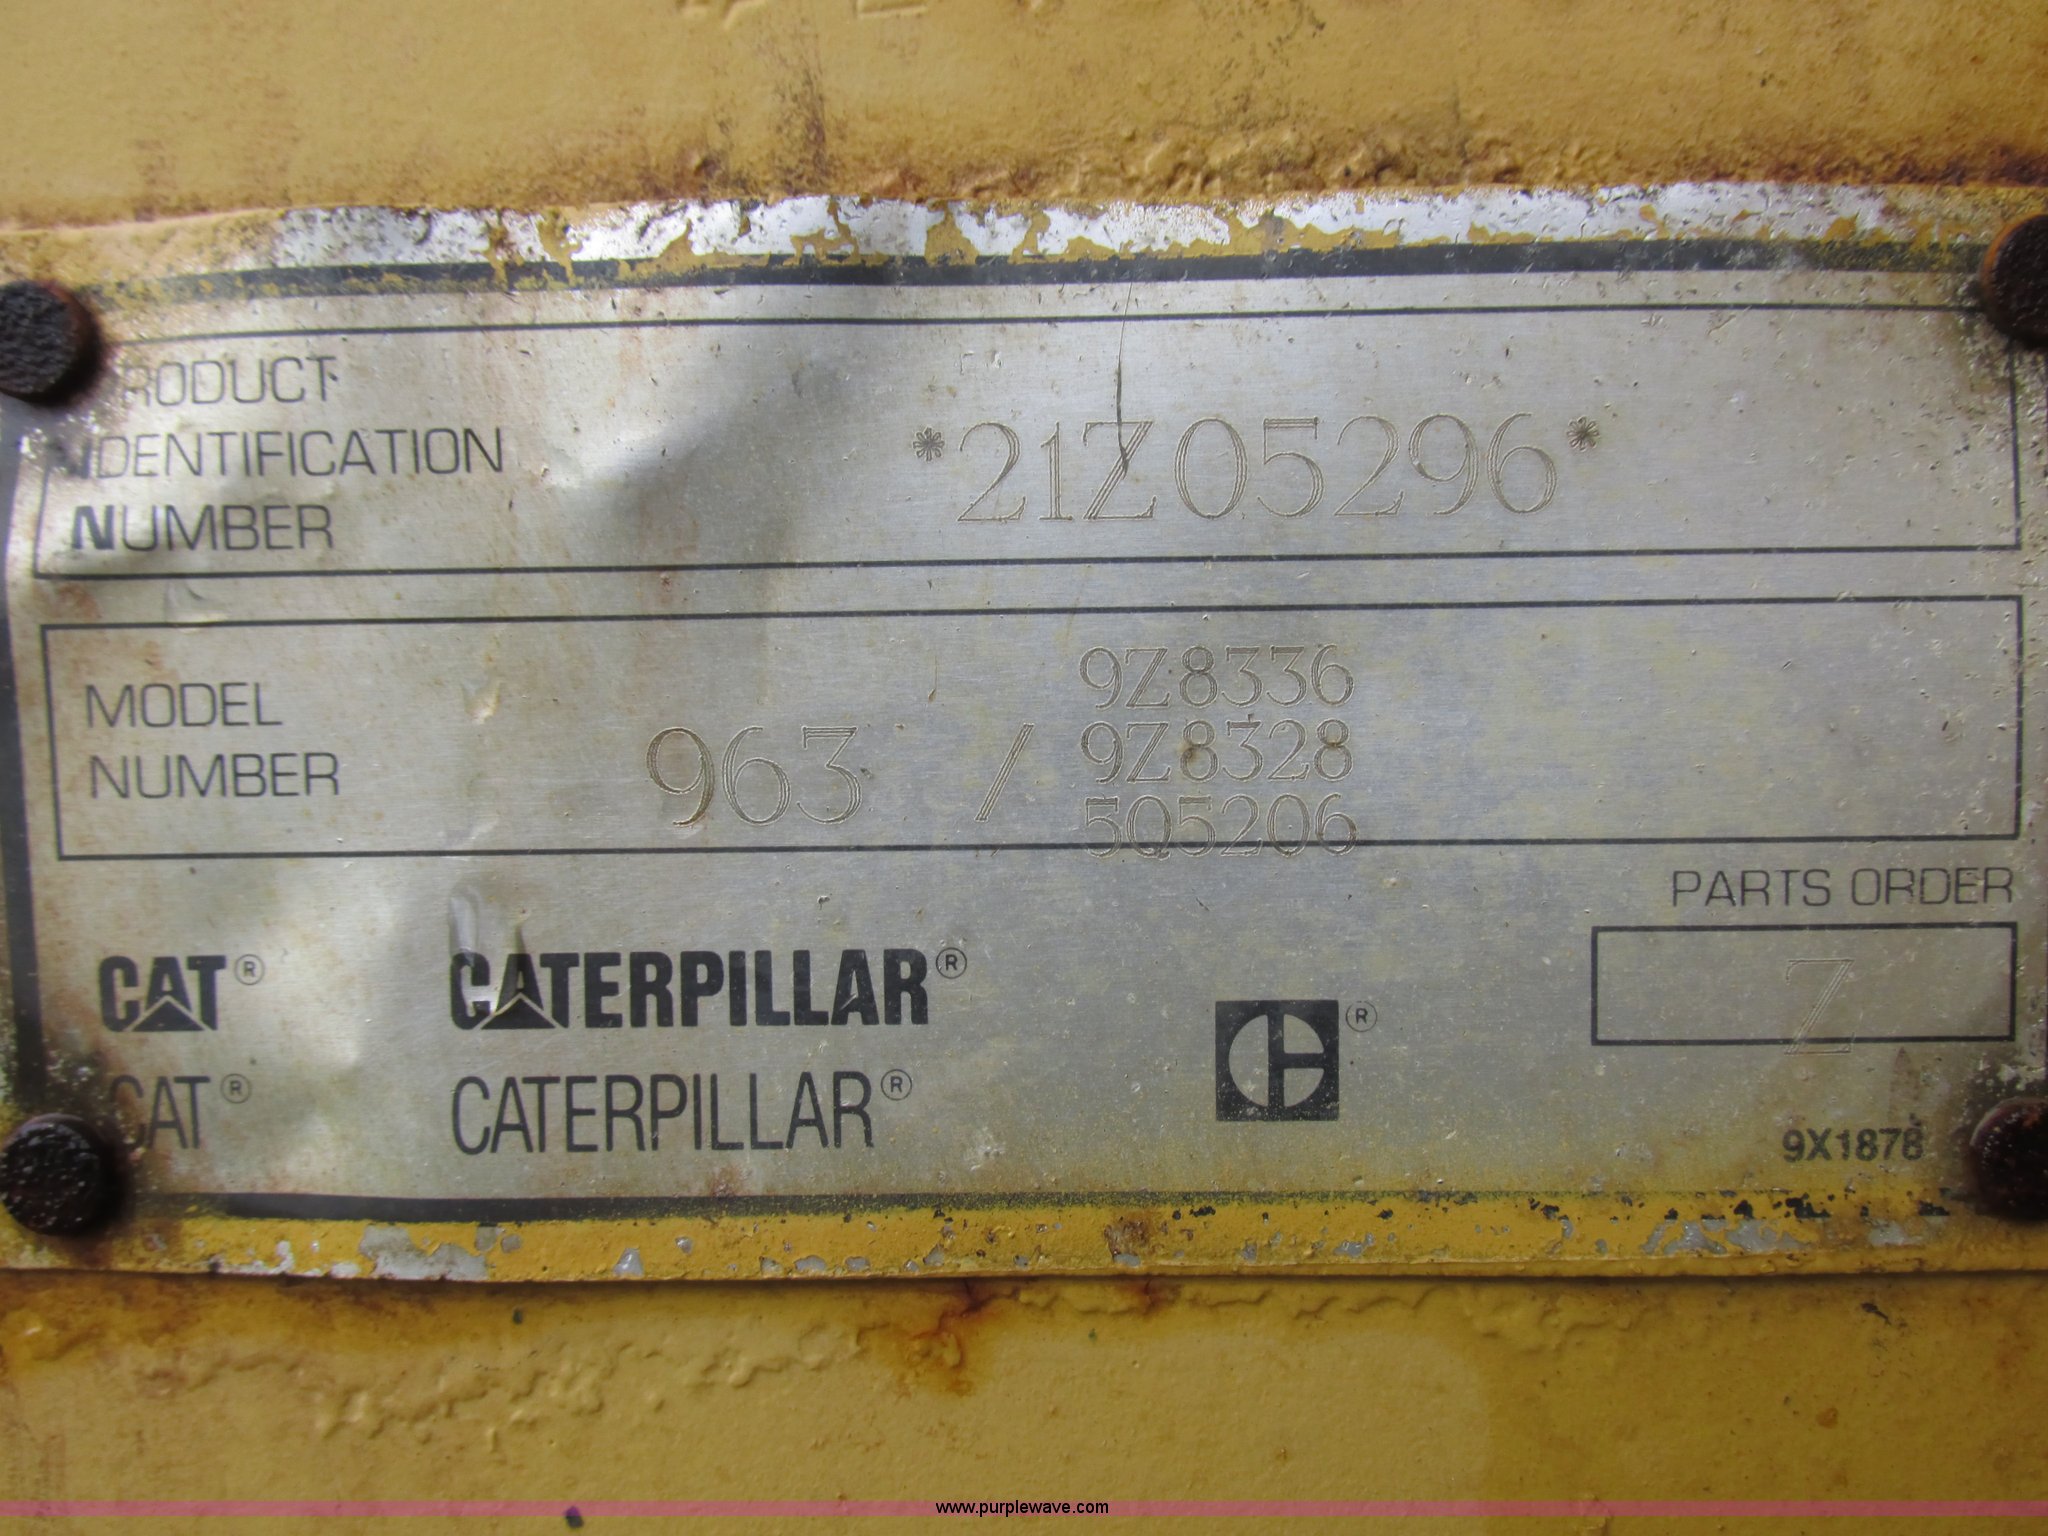 PRODUCT
IDENTIFICATION
NUMBER
*21Z05296*
MODEL
NUMBER
963 /
9Z8336
9Z8328
5Q5206
PARTS ORDER
Z
CAT® CATERPILLAR® ®
CAT® CATERPILLAR®
9X1878
www.purplewave.com